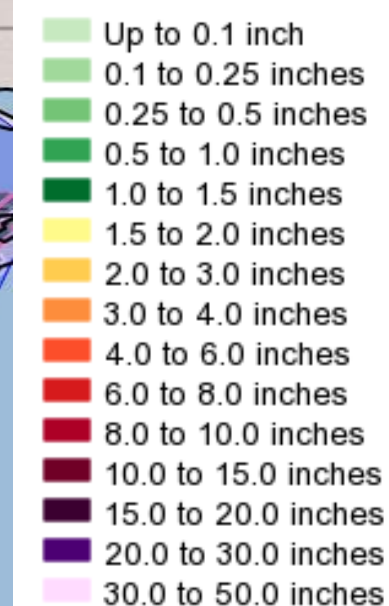 Up to 0.1 inch
0.1 to 0.25 inches
0.25 to 0.5 inches
0.5 to 1.0 inches
1.0 to 1.5 inches
1.5 to 2.0 inches
2.0 to 3.0 inches
3.0 to 4.0 inches
4.0 to 6.0 inches
6.0 to 8.0 inches
8.0 to 10.0 inches
10.0 to 15.0 inches
15.0 to 20.0 inches
20.0 to 30.0 inches
30.0 to 50.0 inches